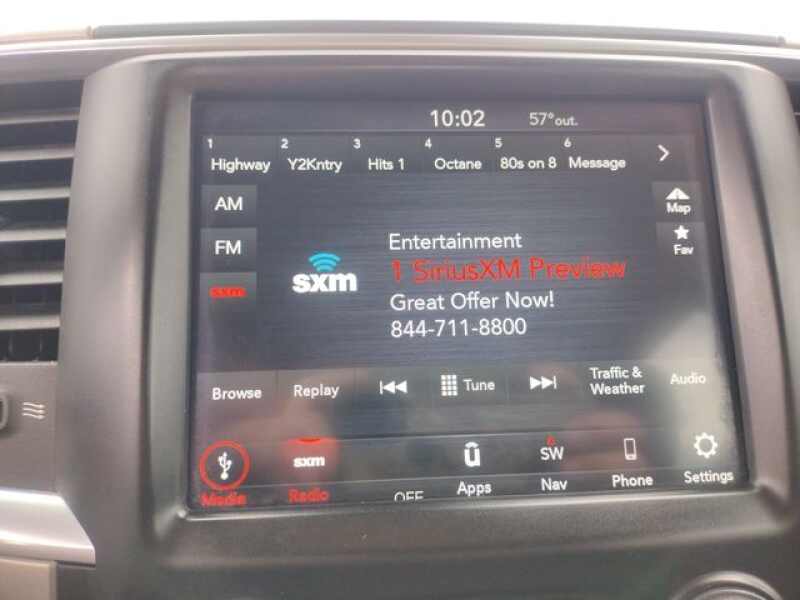 10:02 57° out.
1 2 3 4 5 6
Highway Y2Kntry Hits 1 Octane 80s on 8 Message
AM
Map
FM
Fav
sxm
sxm
Entertainment
1 SiriusXM Preview
Great Offer Now!
844-711-8800
Browse Replay Tune Traffic & Weather Audio
sxm SW
Media Radio OFF Apps Nav Phone Settings